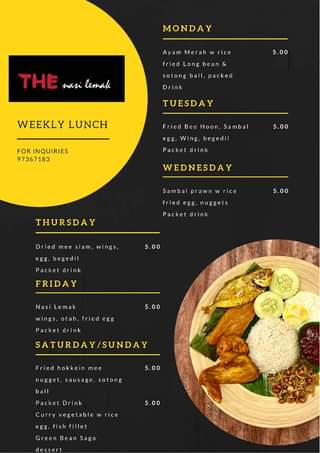 THE nasi lemak
WEEKLY LUNCH
FOR INQUIRIES
97367183
MONDAY
Ayam Merah w rice 5.00
fried Long bean &
sotong ball, packed
Drink
TUESDAY
Fried Bee Hoon, Sambal 5.00
egg, Wing, begedil
Packet drink
WEDNESDAY
Sambal prawn w rice 5.00
fried egg, nuggets
Packet drink
THURSDAY
Dried mee siam, wings, 5.00
egg, begedil
Packet drink
FRIDAY
Nasi Lemak 5.00
wings, otah, fried egg
Packet drink
SATURDAY/SUNDAY
Fried hokkein mee 5.00
nugget, sausage, sotong
ball
Packet Drink 5.00
Curry vegetable w rice
egg, fish fillet
Green Bean Sago
dessert